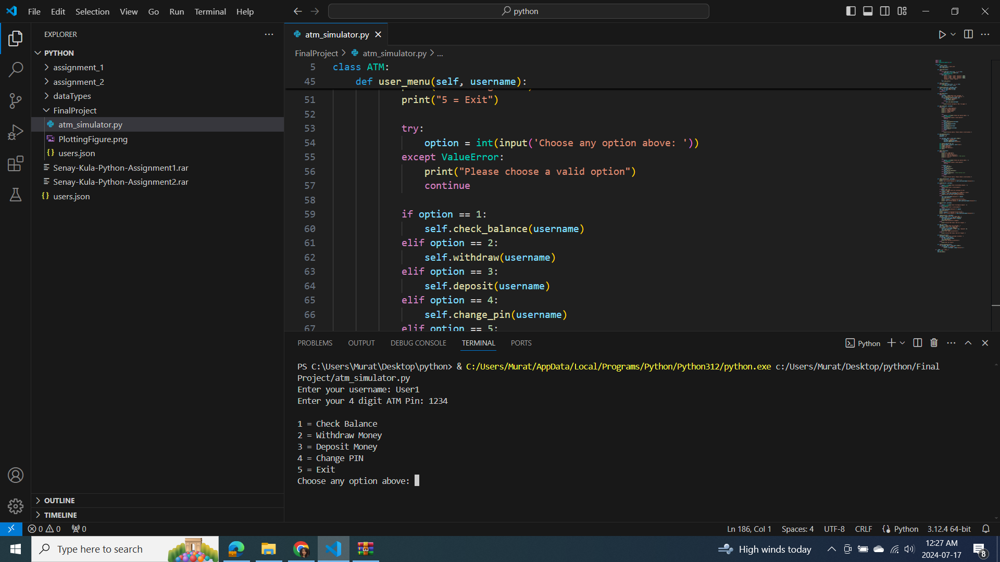 File Edit Selection View Go Run Terminal Help
python
EXPLORER
PYTHON
assignment_1
assignment_2
dataTypes
FinalProject
atm_simulator.py
PlottingFigure.png
users.json
Senay-Kula-Python-Assignment1.rar
Senay-Kula-Python-Assignment2.rar
users.json
OUTLINE
TIMELINE
atm_simulator.py
FinalProject > atm_simulator.py > ...
5 class ATM:
45 def user_menu(self, username):
51 print("5 = Exit")
52
53 try:
54 option = int(input('Choose any option above: '))
55 except ValueError:
56 print("Please choose a valid option")
57 continue
58
59 if option == 1:
60 self.check_balance(username)
61 elif option == 2:
62 self.withdraw(username)
63 elif option == 3:
64 self.deposit(username)
65 elif option == 4:
66 self.change_pin(username)
67 elif option == 5:
PROBLEMS OUTPUT DEBUG CONSOLE TERMINAL PORTS
Python
PS C:\Users\Murat\Desktop\python> & C:/Users/Murat/AppData/Local/Programs/Python/Python312/python.exe c:/Users/Murat/Desktop/python/Final
Project/atm_simulator.py
Enter your username: User1
Enter your 4 digit ATM Pin: 1234
1 = Check Balance
2 = Withdraw Money
3 = Deposit Money
4 = Change PIN
5 = Exit
Choose any option above:
0 0 0
Ln 186, Col 1 Spaces: 4 UTF-8 CRLF Python 3.12.4 64-bit
Type here to search
High winds today
12:27 AM
2024-07-17
8